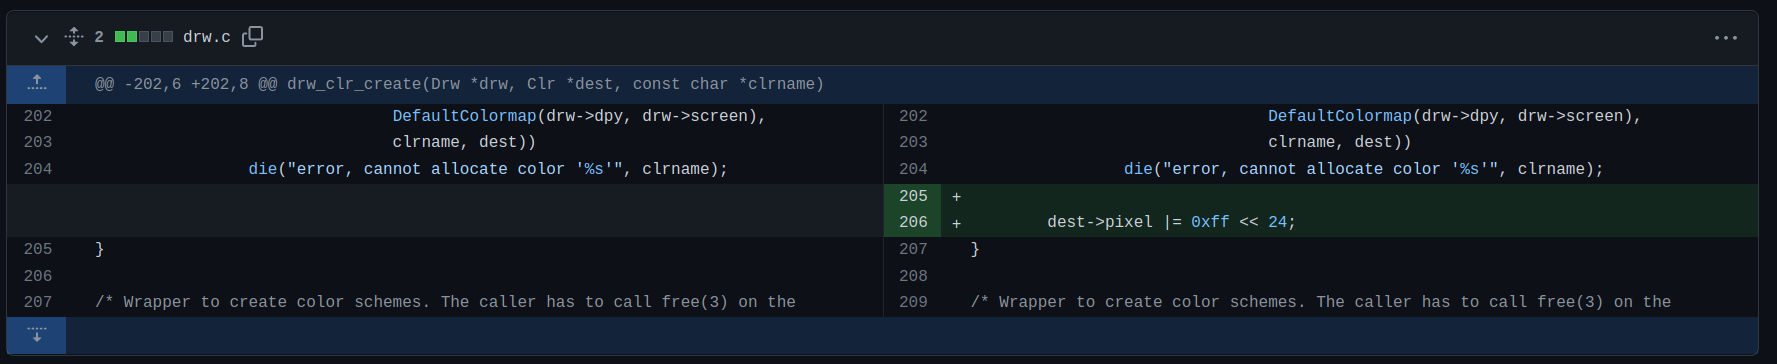 2 drw.c
@@ -202,6 +202,8 @@ drw_clr_create(Drw *drw, Clr *dest, const char *clrname)
202 DefaultColormap(drw->dpy, drw->screen), 202 DefaultColormap(drw->dpy, drw->screen),
203 clrname, dest)) 203 clrname, dest))
204 die("error, cannot allocate color '%s'", clrname); 204 die("error, cannot allocate color '%s'", clrname);
205 +
206 + dest->pixel |= 0xff << 24;
205 } 207 }
206 208
207 /* Wrapper to create color schemes. The caller has to call free(3) on the 209 /* Wrapper to create color schemes. The caller has to call free(3) on the